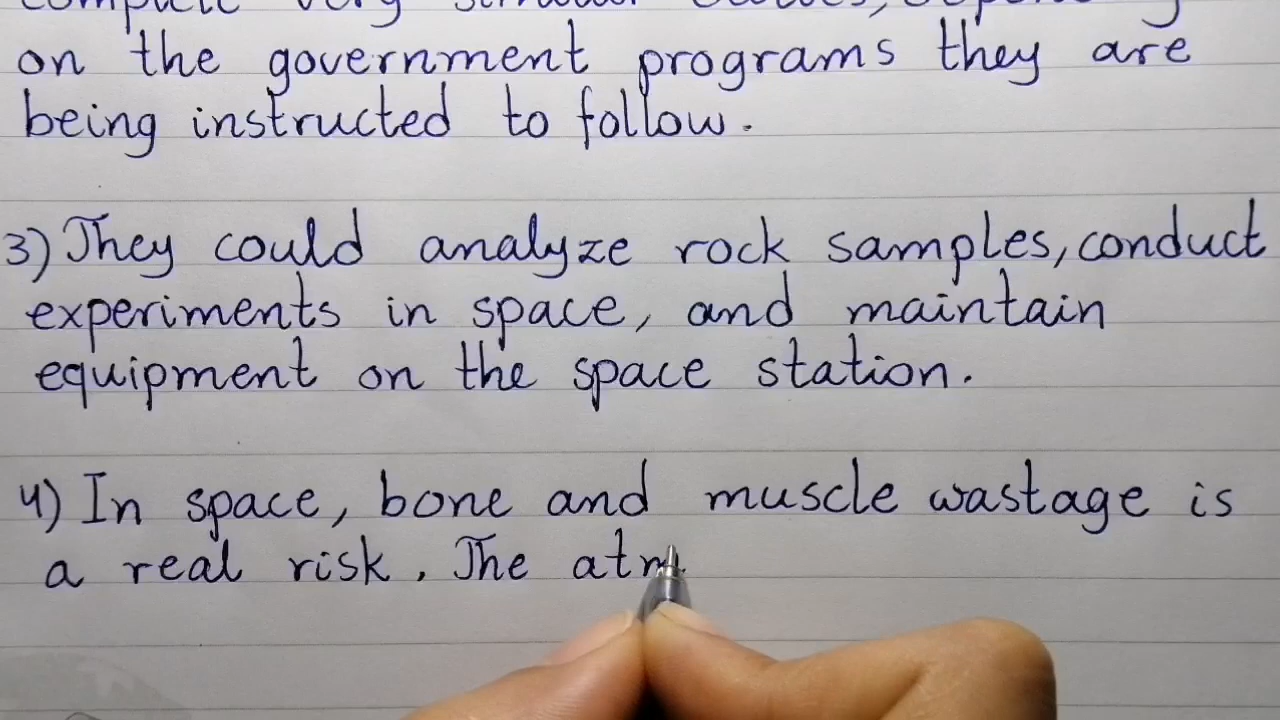 on the government programs they are
being instructed to follow.
3) They could analyze rock samples, conduct
experiments in space, and maintain
equipment on the space station.
4) In space, bone and muscle wastage is
a real risk. The atm